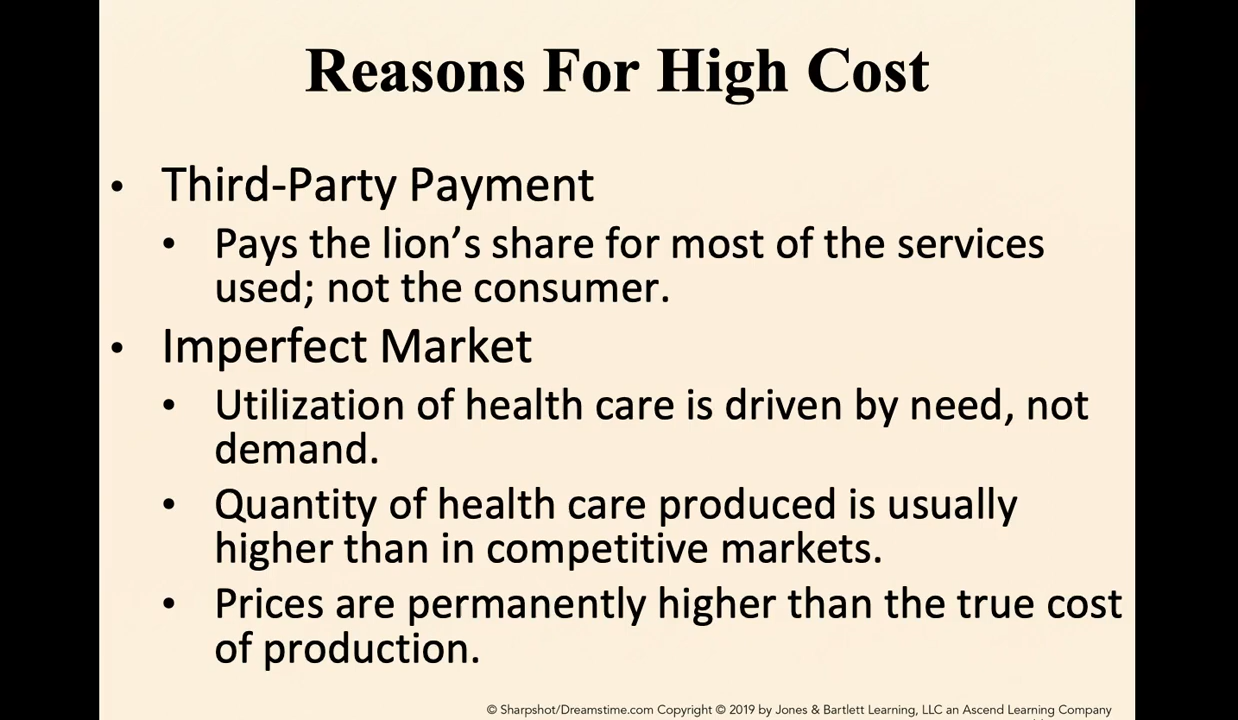 Reasons For High Cost
• Third-Party Payment
• Pays the lion’s share for most of the services
used; not the consumer.
• Imperfect Market
• Utilization of health care is driven by need, not
demand.
• Quantity of health care produced is usually
higher than in competitive markets.
• Prices are permanently higher than the true cost
of production.
© Sharpshot/Dreamstime.com Copyright © 2019 by Jones & Bartlett Learning, LLC an Ascend Learning Company